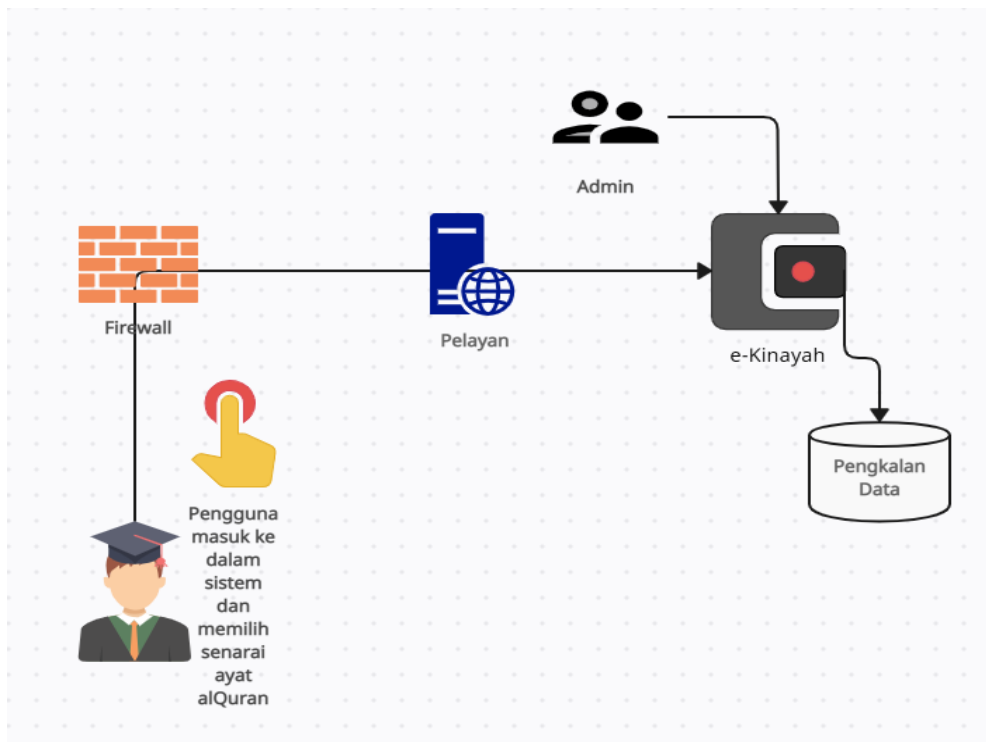 Admin
Firewall
Pelayan
e-Kinayah
Pengkalan
Data
Pengguna
masuk ke
dalam
sistem
dan
memilih
senarai
ayat
alQuran